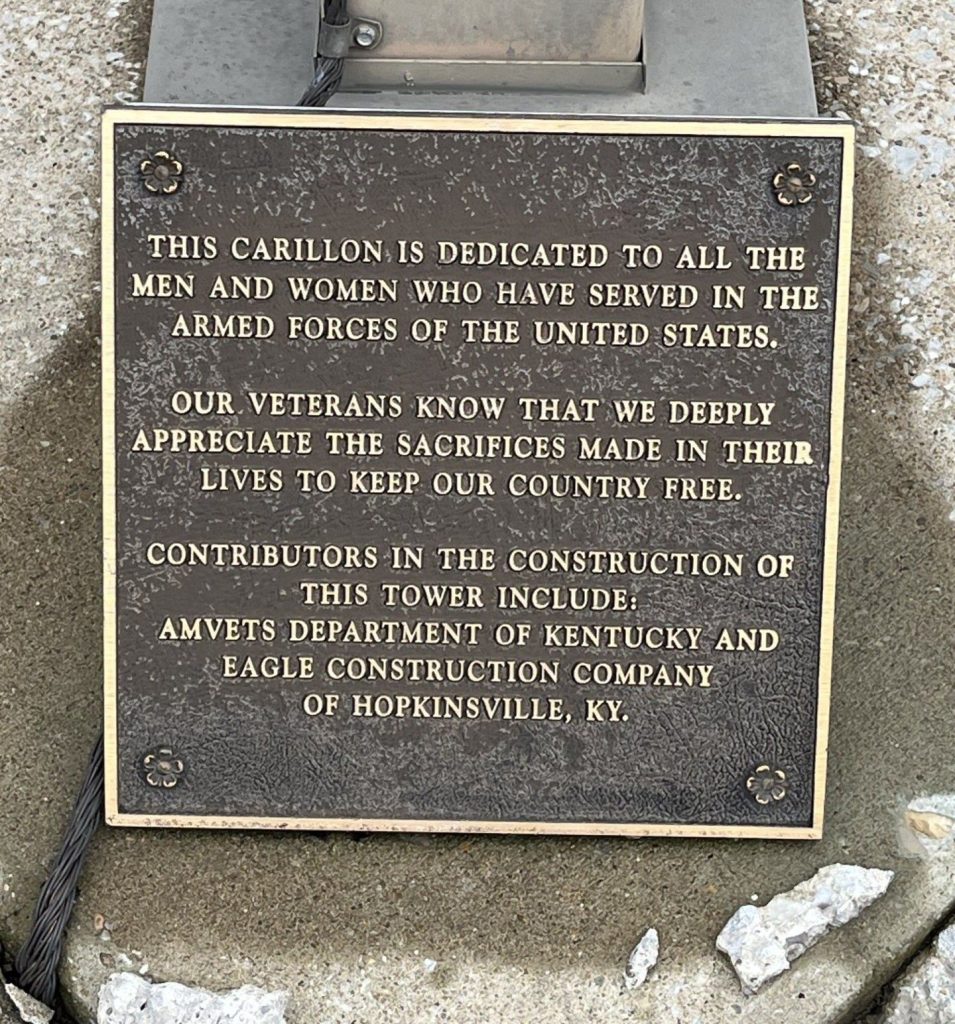 THIS CARILLON IS DEDICATED TO ALL THE
MEN AND WOMEN WHO HAVE SERVED IN THE
ARMED FORCES OF THE UNITED STATES.
OUR VETERANS KNOW THAT WE DEEPLY
APPRECIATE THE SACRIFICES MADE IN THEIR
LIVES TO KEEP OUR COUNTRY FREE.
CONTRIBUTORS IN THE CONSTRUCTION OF
THIS TOWER INCLUDE:
AMVETS DEPARTMENT OF KENTUCKY AND
EAGLE CONSTRUCTION COMPANY
OF HOPKINSVILLE, KY.